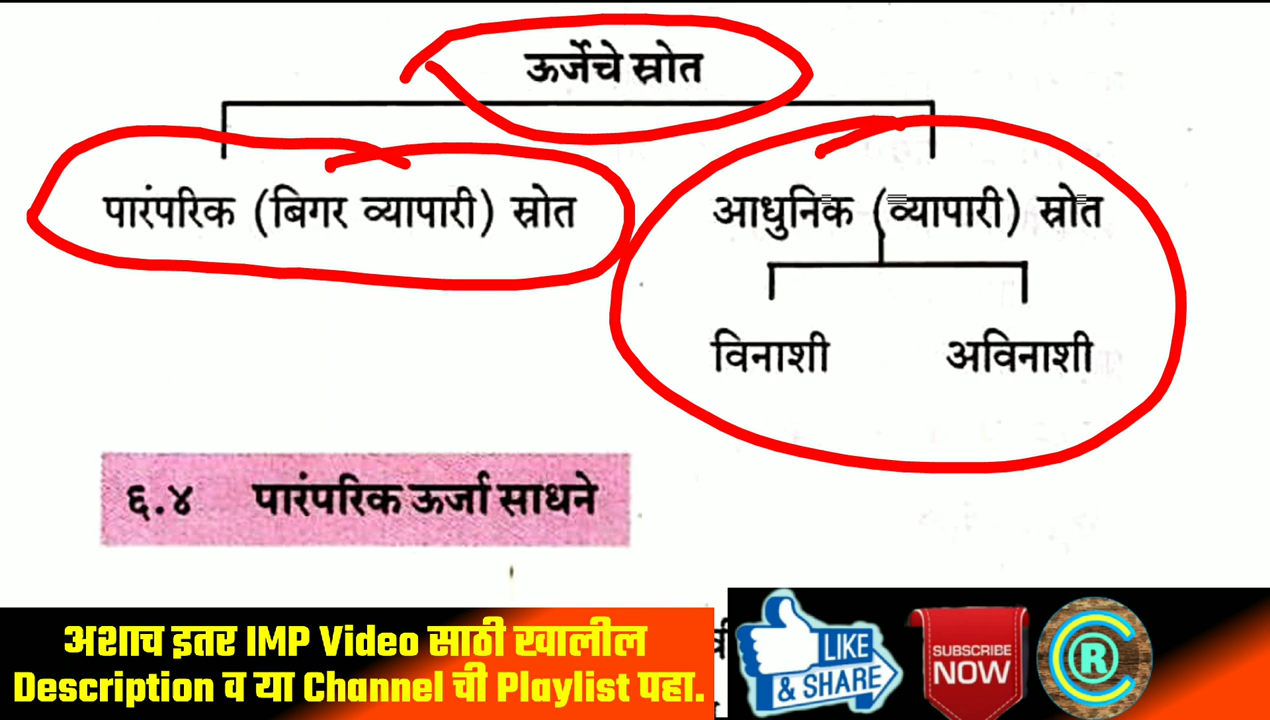 ऊर्जेचे स्रोत
पारंपरिक (बिगर व्यापारी) स्रोत
आधुनिक (व्यापारी) स्रोत
विनाशी
अविनाशी
६.४ पारंपरिक ऊर्जा साधने
अशाच इतर IMP Video साठी खालील
Description व या Channel ची Playlist पहा.
LIKE
& SHARE
SUBSCRIBE
NOW
R